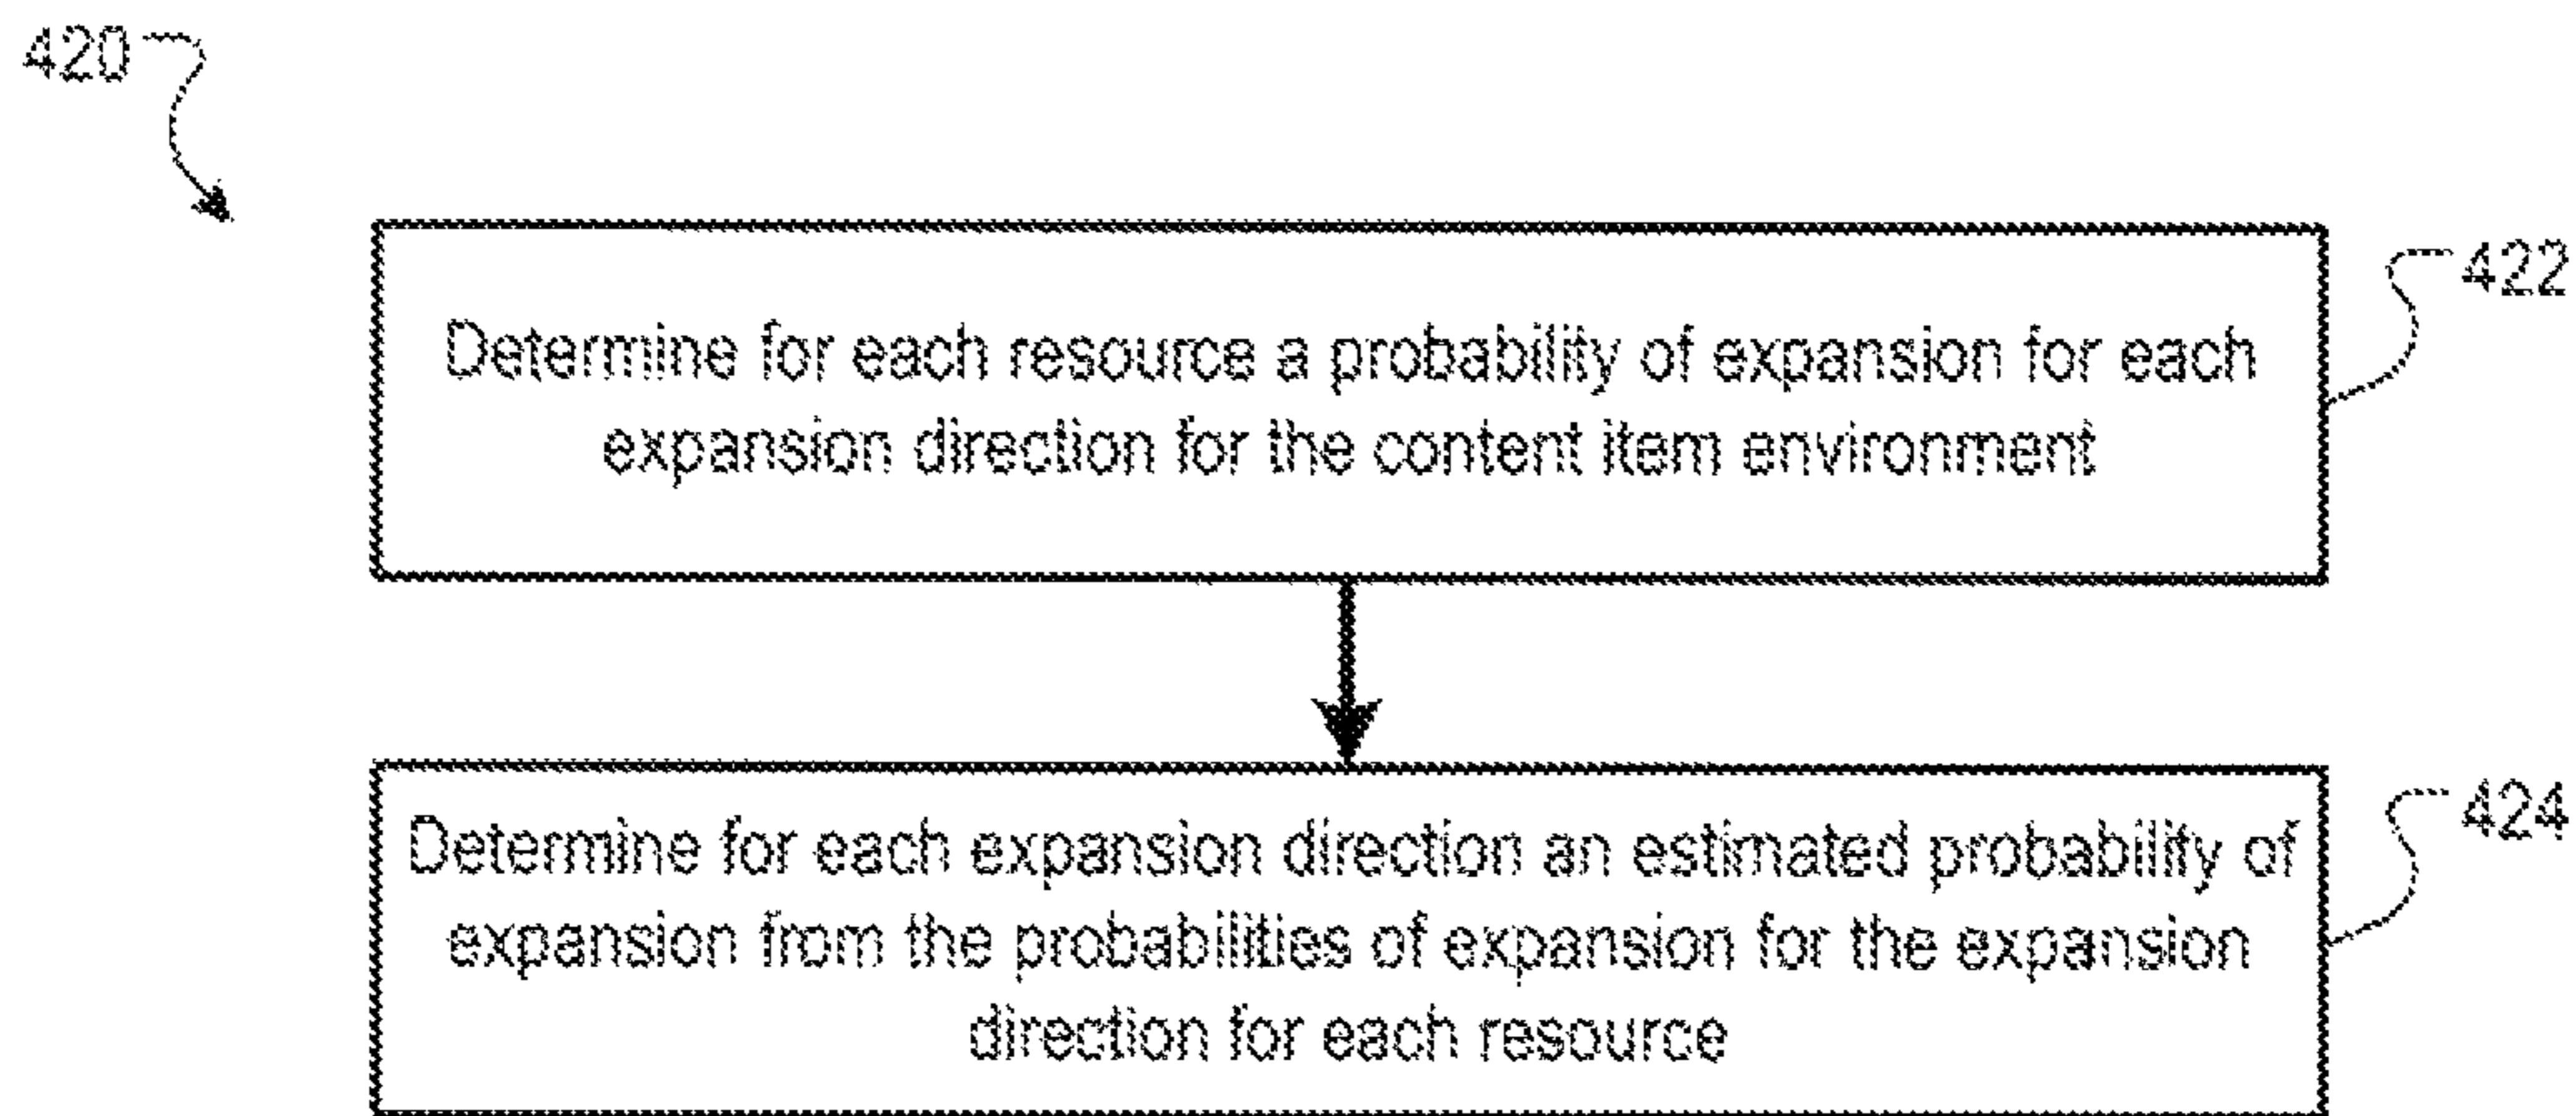 420
422
Determine for each resource a probability of expansion for each
expansion direction for the content item environment
424
Determine for each expansion direction an estimated probability of
expansion from the probabilities of expansion for the expansion
direction for each resource